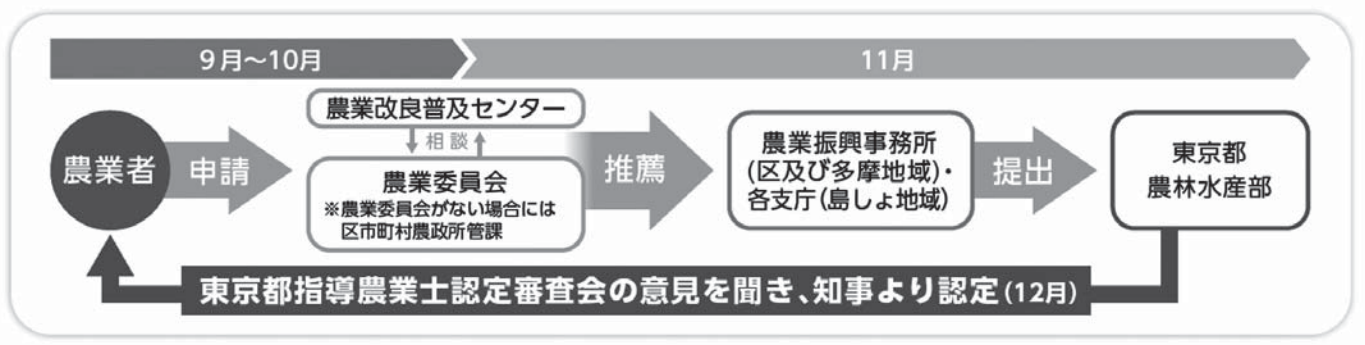 9月～10月
11月
農業者
申請
農業改良普及センター
相談
農業委員会
※農業委員会がない場合には
区市町村農政所管課
推薦
農業振興事務所
(区及び多摩地域)・
各支庁(島しょ地域)
提出
東京都
農林水産部
東京都指導農業士認定審査会の意見を聞き、知事より認定(12月)